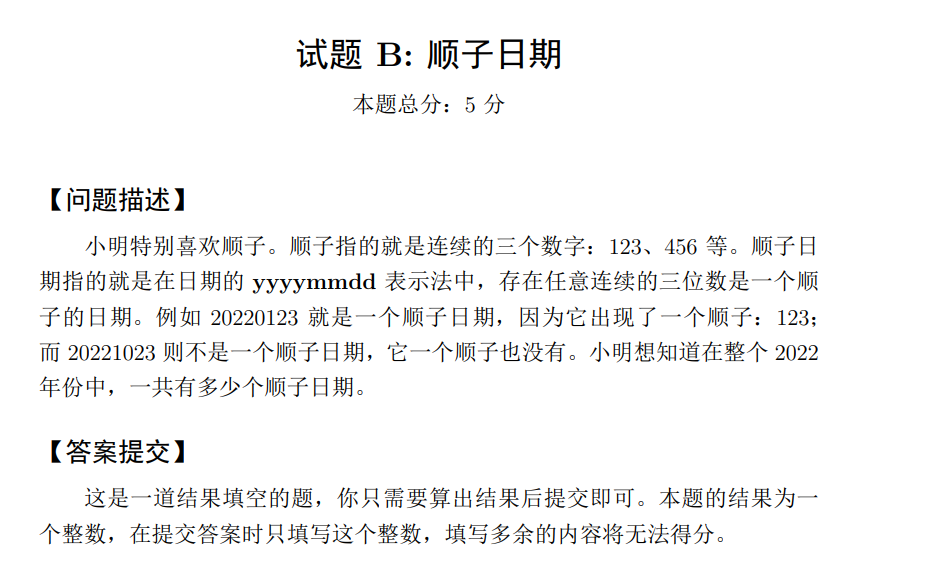 试题 B: 顺子日期
本题总分：5 分
【问题描述】
小明特别喜欢顺子。顺子指的就是连续的三个数字：123、456 等。顺子日
期指的就是在日期的 yyyymmdd 表示法中，存在任意连续的三位数是一个顺
子的日期。例如 20220123 就是一个顺子日期，因为它出现了一个顺子：123；
而 20221023 则不是一个顺子日期，它一个顺子也没有。小明想知道在整个 2022
年份中，一共有多少个顺子日期。
【答案提交】
这是一道结果填空的题，你只需要算出结果后提交即可。本题的结果为一
个整数，在提交答案时只填写这个整数，填写多余的内容将无法得分。